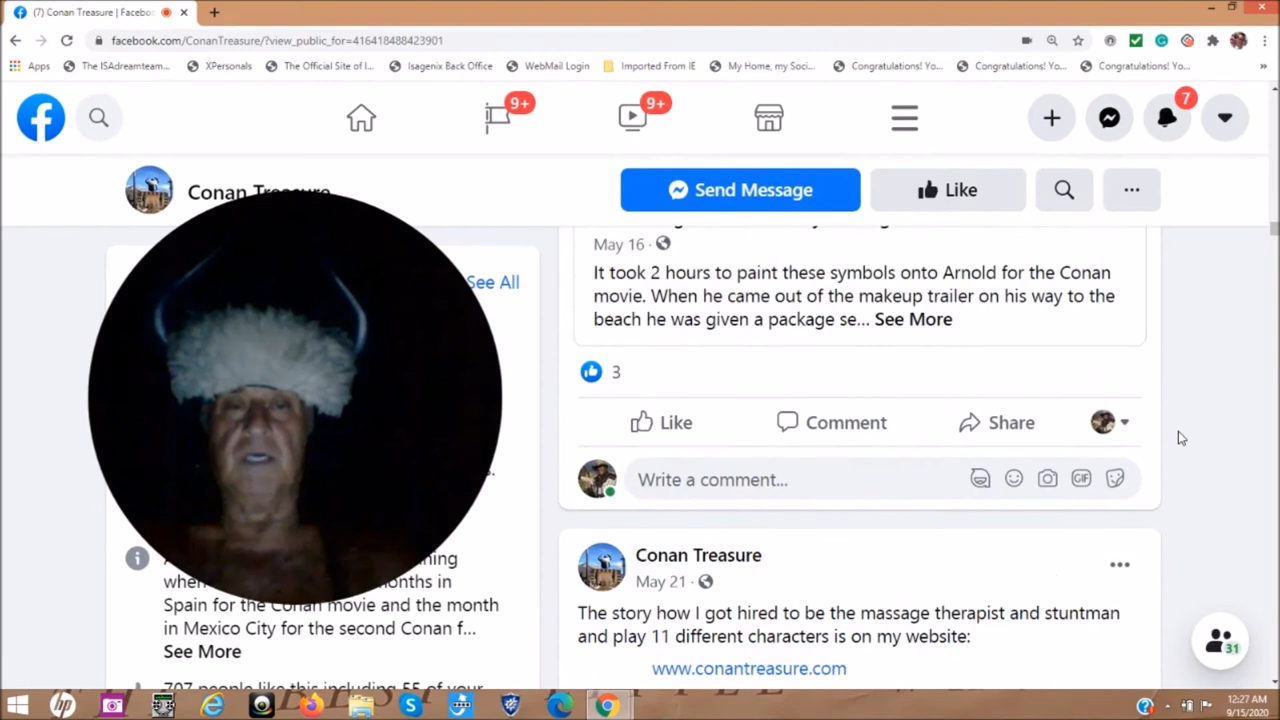 (7) Conan Treasure | Facebo
facebook.com/ConanTreasure/?view_public_for=416418488423901
Apps The ISAdreamteam... XPersonals The Official Site of I... Isagenix Back Office WebMail Login Imported From IE My Home, my Soci... Congratulations! Yo... Congratulations! Yo... Congratulations! Yo... »
9+ 9+ 7
Conan Treasure Send Message Like ...
See All
May 16 ·
It took 2 hours to paint these symbols onto Arnold for the Conan
movie. When he came out of the makeup trailer on his way to the
beach he was given a package se... See More
3
Like Comment Share
Write a comment... GIF
Conan Treasure
May 21 ·
The story how I got hired to be the massage therapist and stuntman
and play 11 different characters is on my website:
www.conantreasure.com
when
months in
Spain for the Conan movie and the month
in Mexico City for the second Conan f...
See More
707 people like this including 55 of your
31
12:27 AM
9/15/2020